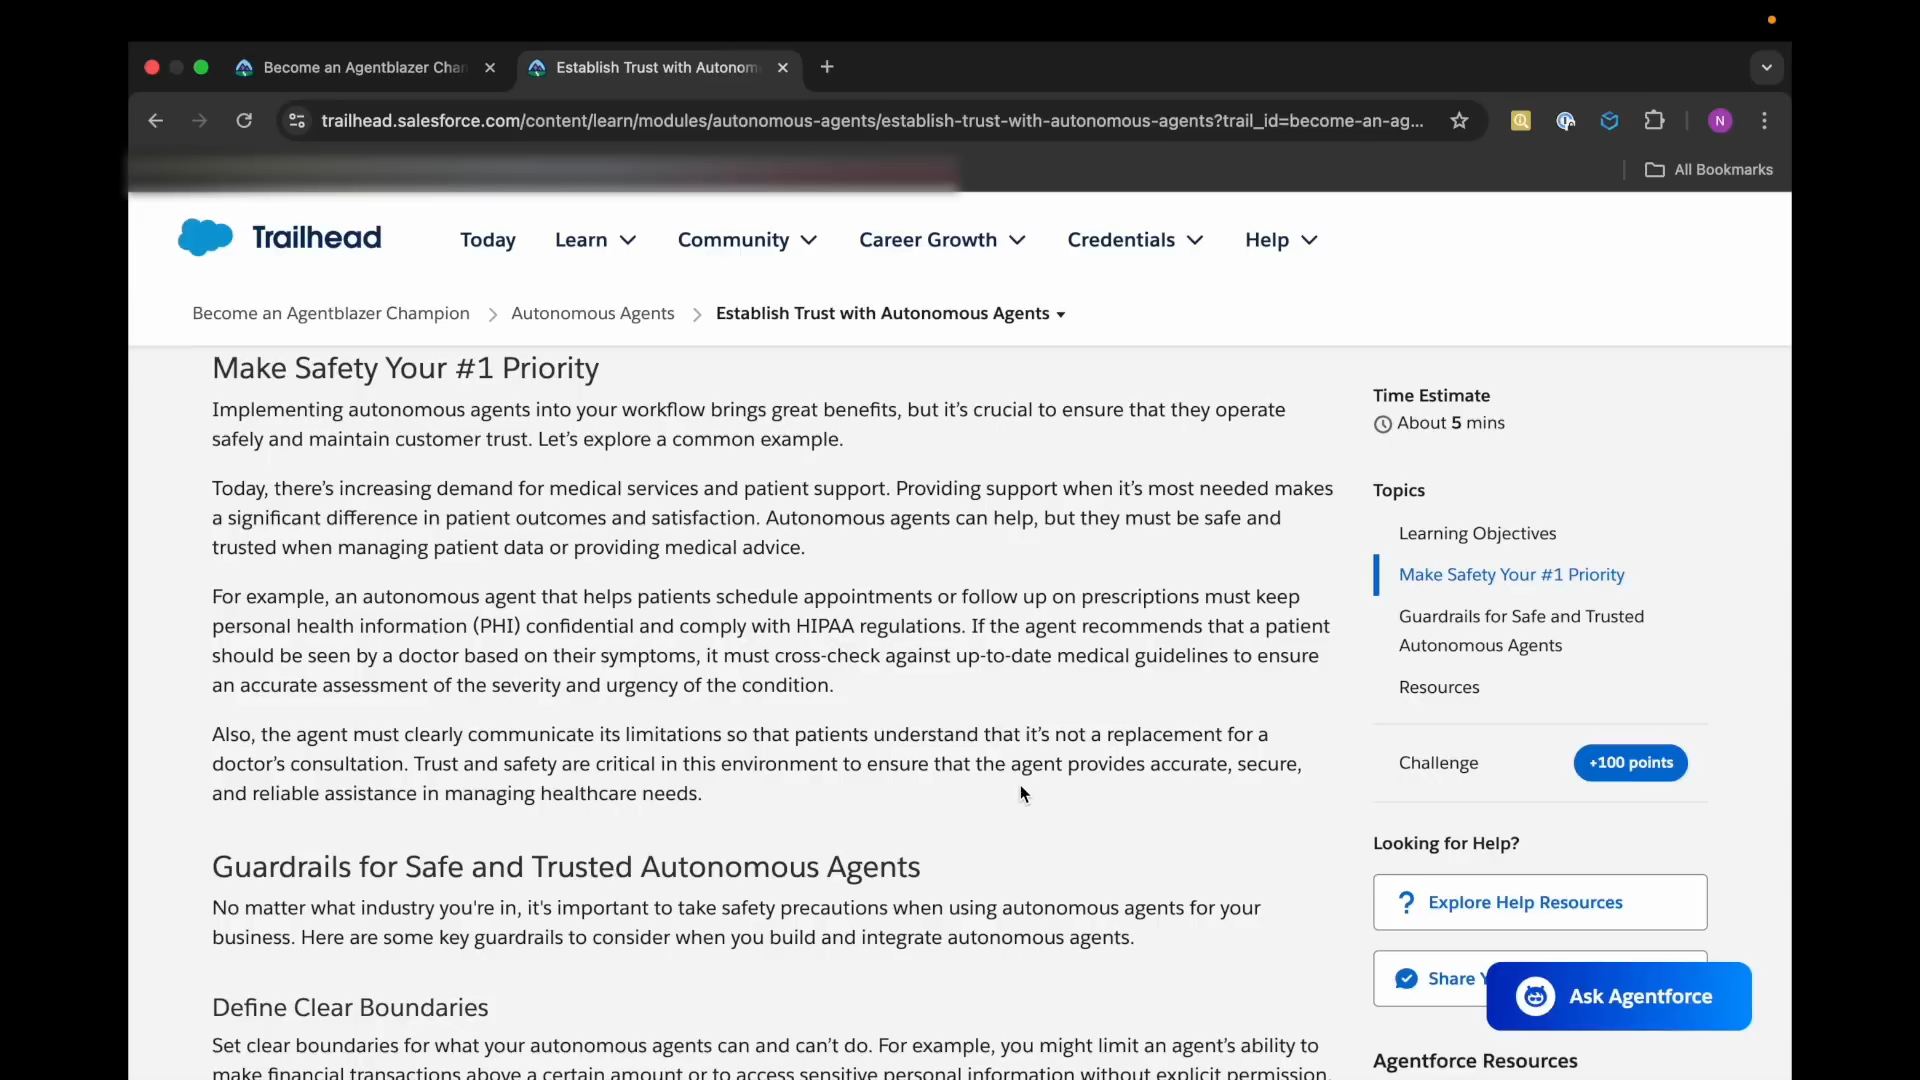 Become an Agentblazer Chan
Establish Trust with Autonom
trailhead.salesforce.com/content/learn/modules/autonomous-agents/establish-trust-with-autonomous-agents?trail_id=become-an-ag...
N
All Bookmarks
Trailhead
Today
Learn
Community
Career Growth
Credentials
Help
Become an Agentblazer Champion
Autonomous Agents
Establish Trust with Autonomous Agents
Make Safety Your #1 Priority
Implementing autonomous agents into your workflow brings great benefits, but it’s crucial to ensure that they operate
safely and maintain customer trust. Let’s explore a common example.
Today, there’s increasing demand for medical services and patient support. Providing support when it’s most needed makes
a significant difference in patient outcomes and satisfaction. Autonomous agents can help, but they must be safe and
trusted when managing patient data or providing medical advice.
For example, an autonomous agent that helps patients schedule appointments or follow up on prescriptions must keep
personal health information (PHI) confidential and comply with HIPAA regulations. If the agent recommends that a patient
should be seen by a doctor based on their symptoms, it must cross-check against up-to-date medical guidelines to ensure
an accurate assessment of the severity and urgency of the condition.
Also, the agent must clearly communicate its limitations so that patients understand that it’s not a replacement for a
doctor’s consultation. Trust and safety are critical in this environment to ensure that the agent provides accurate, secure,
and reliable assistance in managing healthcare needs.
Guardrails for Safe and Trusted Autonomous Agents
No matter what industry you're in, it's important to take safety precautions when using autonomous agents for your
business. Here are some key guardrails to consider when you build and integrate autonomous agents.
Define Clear Boundaries
Set clear boundaries for what your autonomous agents can and can’t do. For example, you might limit an agent’s ability to
make financial transactions above a certain amount or to access sensitive personal information without explicit permission.
Time Estimate
About 5 mins
Topics
Learning Objectives
Make Safety Your #1 Priority
Guardrails for Safe and Trusted
Autonomous Agents
Resources
Challenge
+100 points
Looking for Help?
Explore Help Resources
Share
Ask Agentforce
Agentforce Resources